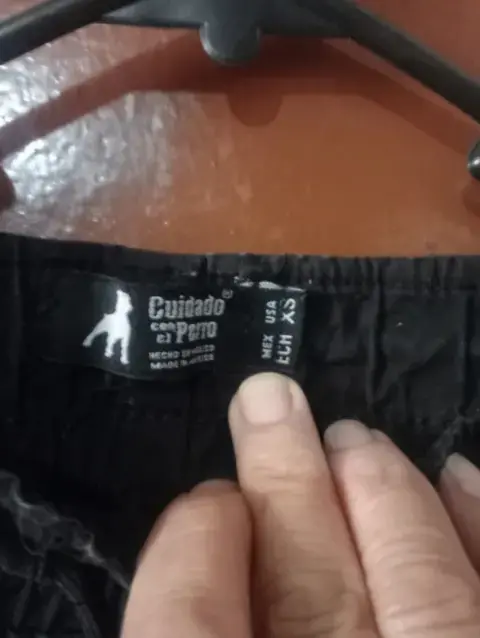 Cuidado®
con
el Perro
HECHO EN MEXICO
MADE IN MEXICO
MEX USA
ECH XS